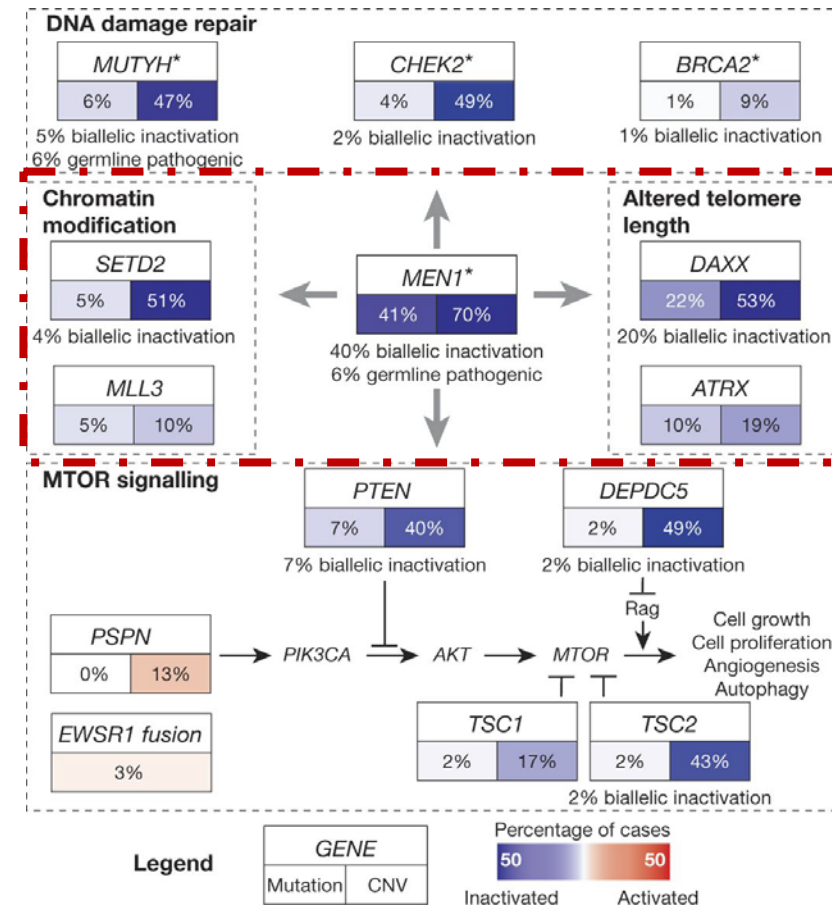 DNA damage repair
MUTYH*
6% 47%
5% biallelic inactivation
6% germline pathogenic
CHEK2*
4% 49%
2% biallelic inactivation
BRCA2*
1% 9%
1% biallelic inactivation
Chromatin
modification
SETD2
5% 51%
4% biallelic inactivation
MLL3
5% 10%
MEN1*
41% 70%
40% biallelic inactivation
6% germline pathogenic
Altered telomere
length
DAXX
22% 53%
20% biallelic inactivation
ATRX
10% 19%
MTOR signalling
PTEN
7% 40%
7% biallelic inactivation
DEPDC5
2% 49%
2% biallelic inactivation
Rag
PSPN
0% 13%
PIK3CA
AKT
MTOR
Cell growth
Cell proliferation
Angiogenesis
Autophagy
EWSR1 fusion
3%
TSC1
2% 17%
TSC2
2% 43%
2% biallelic inactivation
Legend
GENE
Mutation CNV
Percentage of cases
50 50
Inactivated Activated